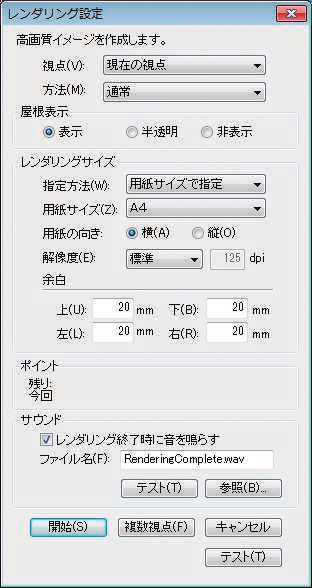 レンダリング設定
高画質イメージを作成します。
視点(V): 現在の視点
方法(M): 通常
屋根表示
表示 半透明 非表示
レンダリングサイズ
指定方法(W): 用紙サイズで指定
用紙サイズ(Z): A4
用紙の向き: 横(A) 縦(O)
解像度(E): 標準 125 dpi
余白
上(U): 20 mm 下(B): 20 mm
左(L): 20 mm 右(R): 20 mm
ポイント
残り:
今回
サウンド
レンダリング終了時に音を鳴らす
ファイル名(F): RenderingComplete.wav
テスト(T) 参照(B)...
開始(S) 複数視点(F) キャンセル
テスト(T)